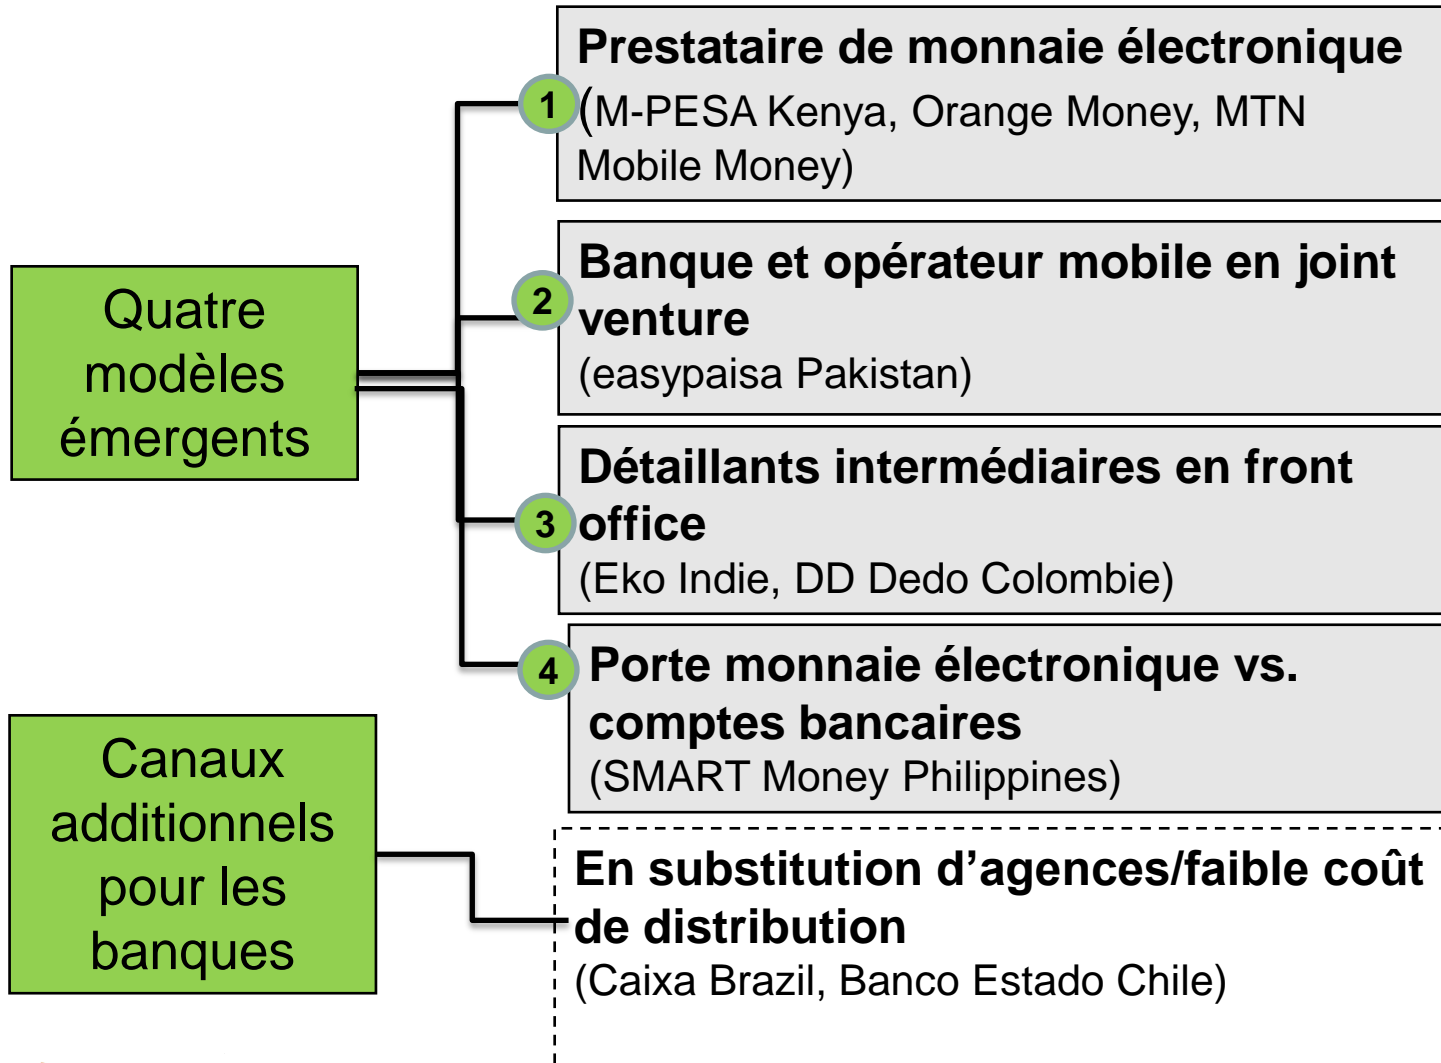 Quatre
modèles
émergents
1
Prestataire de monnaie électronique
(M-PESA Kenya, Orange Money, MTN
Mobile Money)
2
Banque et opérateur mobile en joint
venture
(easypaisa Pakistan)
3
Détaillants intermédiaires en front
office
(Eko Indie, DD Dedo Colombie)
4
Porte monnaie électronique vs.
comptes bancaires
(SMART Money Philippines)
Canaux
additionnels
pour les
banques
En substitution d’agences/faible coût
de distribution
(Caixa Brazil, Banco Estado Chile)